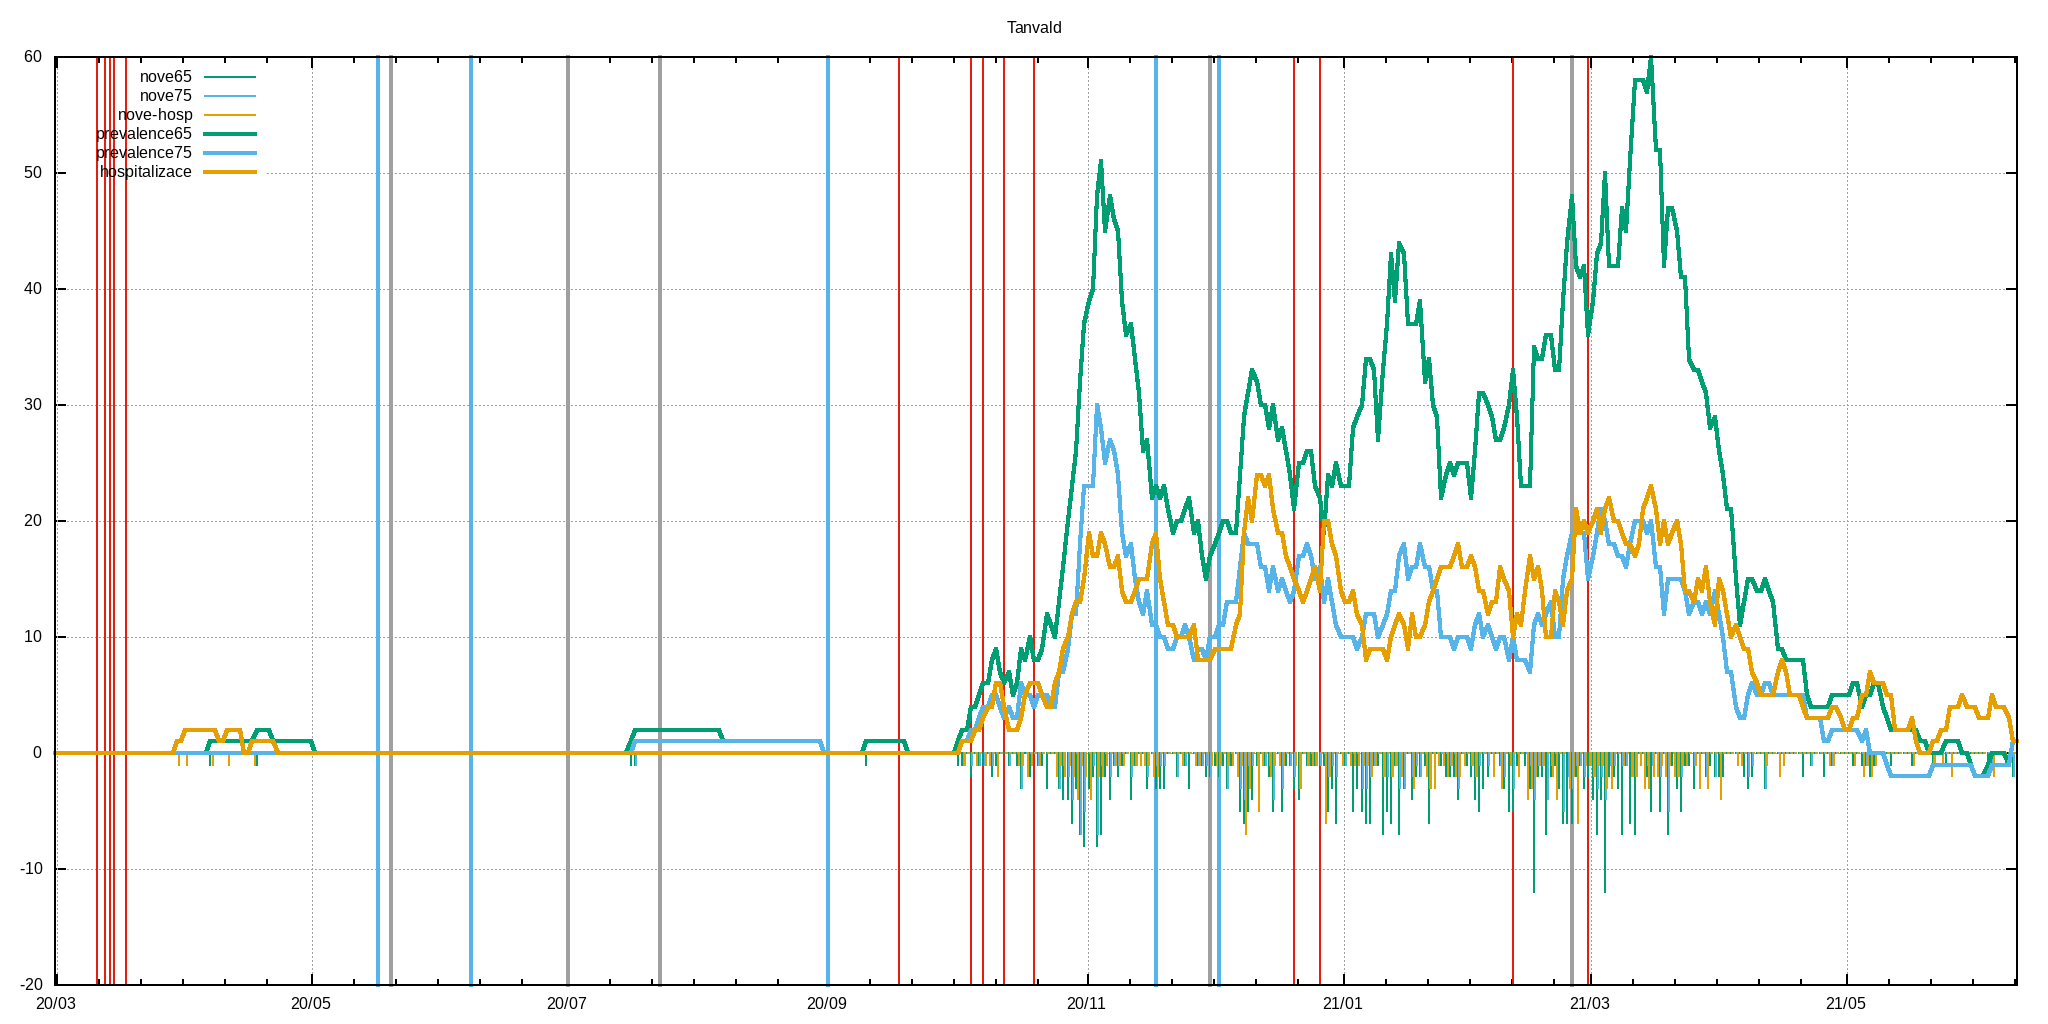 Tanvald
60
50
40
30
20
10
0
-10
-20
nove65
nove75
nove-hosp
prevalence65
prevalence75
hospitalizace
20/03 20/05 20/07 20/09 20/11 21/01 21/03 21/05